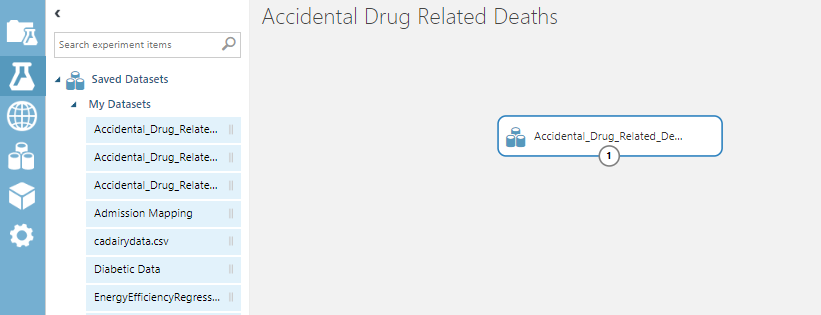 Accidental Drug Related Deaths
Search experiment items
Saved Datasets
My Datasets
Accidental_Drug_Relate...
Accidental_Drug_Relate...
Accidental_Drug_Relate...
Admission Mapping
cadairydata.csv
Diabetic Data
EnergyEfficiencyRegress...
Accidental_Drug_Related_De...
1